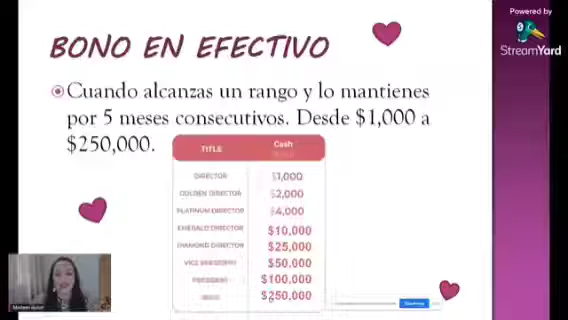 Powered by
StreamYard
BONO EN EFECTIVO
Cuando alcanzas un rango y lo mantienes
por 5 meses consecutivos. Desde $1,000 a
$250,000.
TITLE Cash
DIRECTOR $1,000
GOLDEN DIRECTOR $2,000
PLATINUM DIRECTOR $4,000
EMERALD DIRECTOR $10,000
DIAMOND DIRECTOR $25,000
VICE PRESIDENT $50,000
PRESIDENT $100,000
$250,000